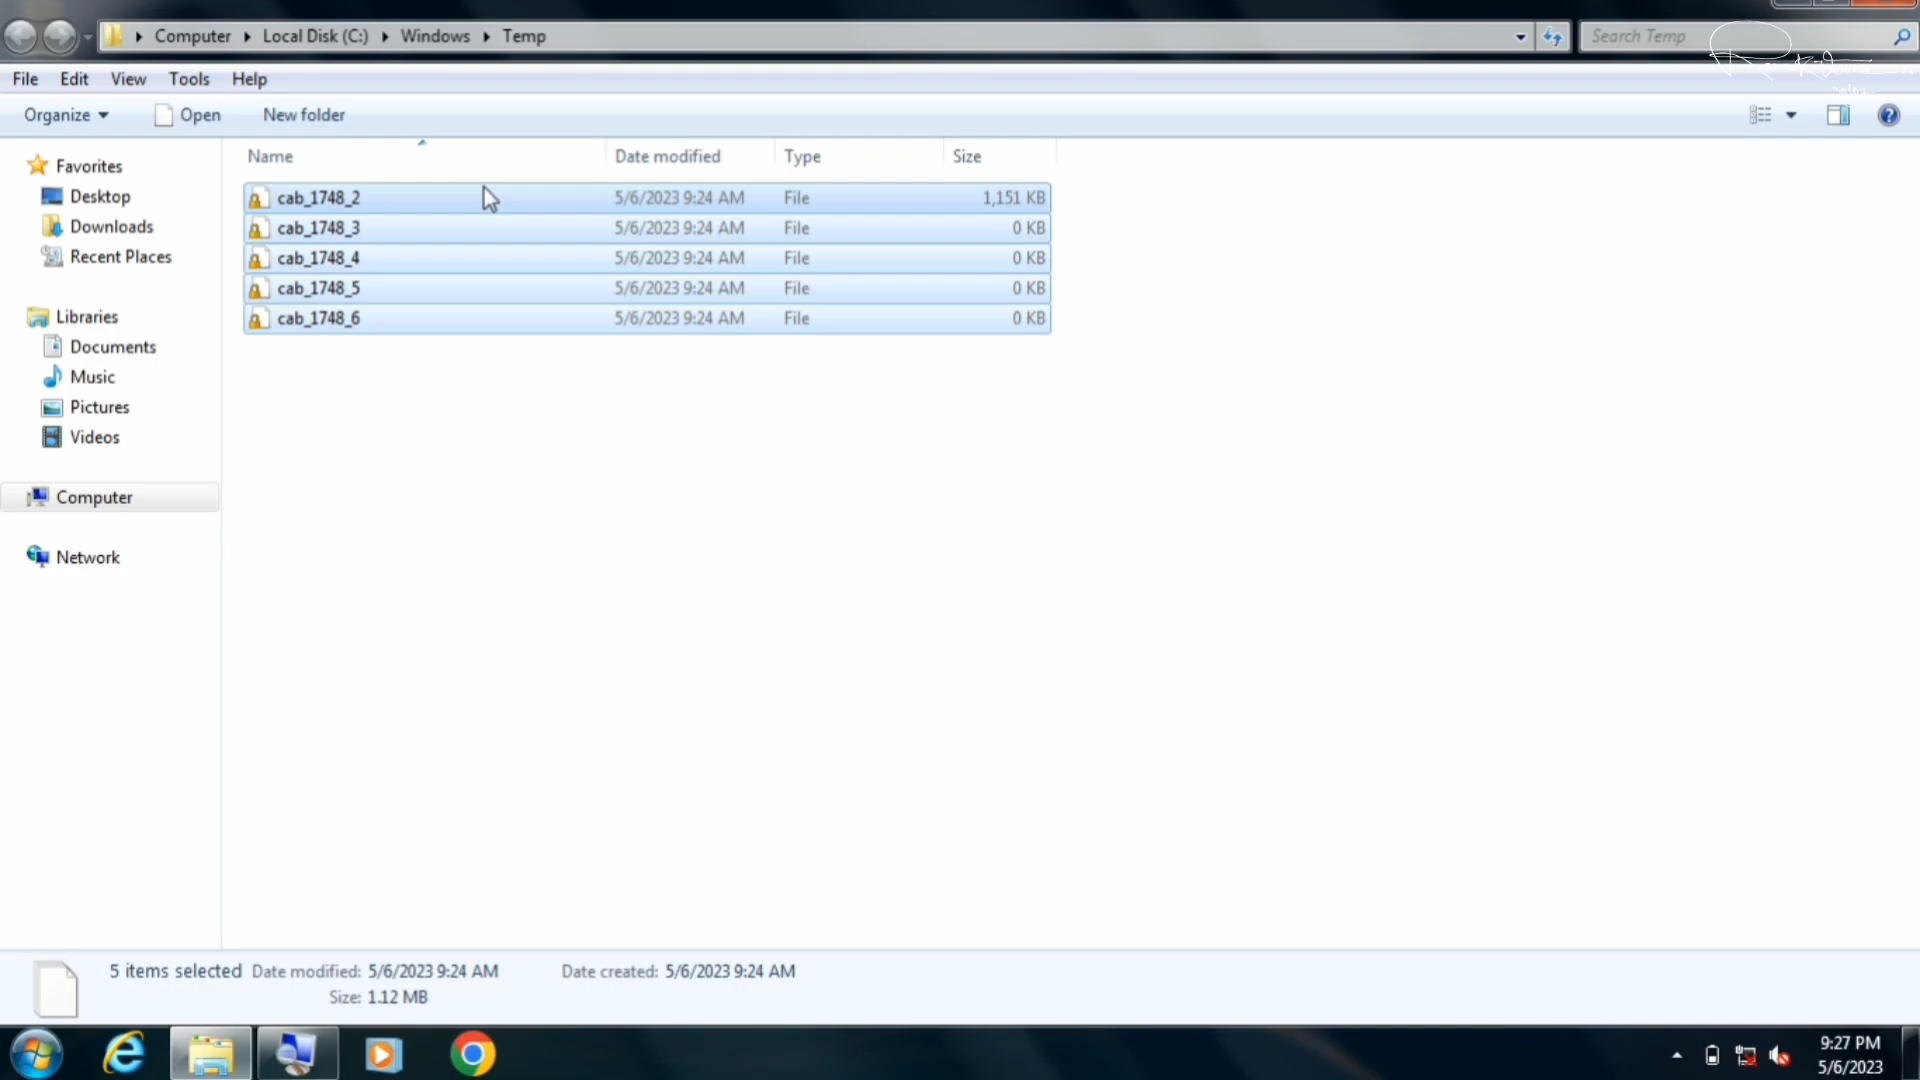 Computer Local Disk (C:) Windows Temp
Search Temp
File Edit View Tools Help
Organize Open New folder
Name Date modified Type Size
Favorites
Desktop
Downloads
Recent Places
Libraries
Documents
Music
Pictures
Videos
Computer
Network
cab_1748_2 5/6/2023 9:24 AM File 1,151 KB
cab_1748_3 5/6/2023 9:24 AM File 0 KB
cab_1748_4 5/6/2023 9:24 AM File 0 KB
cab_1748_5 5/6/2023 9:24 AM File 0 KB
cab_1748_6 5/6/2023 9:24 AM File 0 KB
5 items selected Date modified: 5/6/2023 9:24 AM Date created: 5/6/2023 9:24 AM
Size: 1.12 MB
9:27 PM
5/6/2023